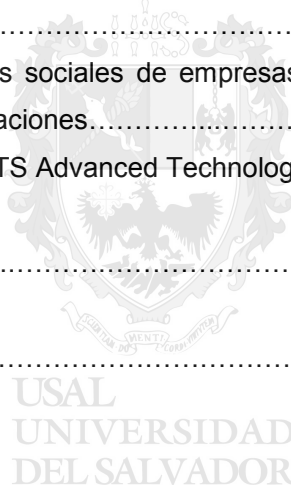 ………………………………
s sociales de empresas
aciones…………..……………
TS Advanced Technolog
..………………………………
………………………………
USAL
UNIVERSIDAD
DEL SALVADOR